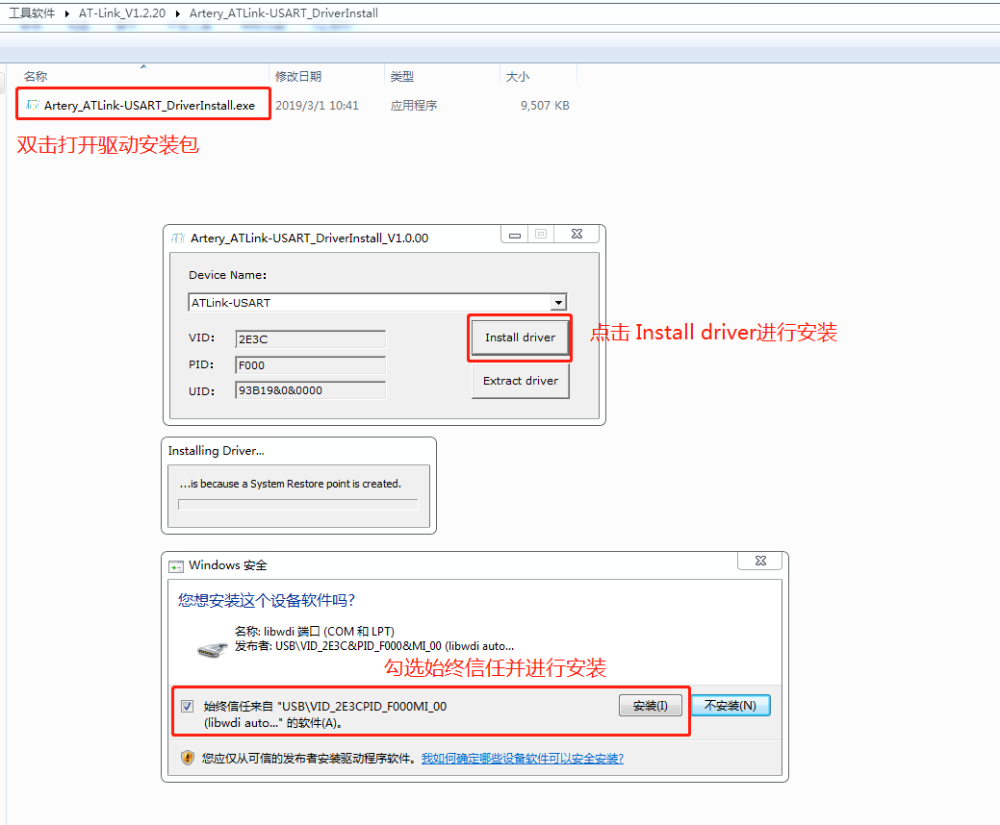 工具软件 ▸ AT-Link_V1.2.20 ▸ Artery_ATLink-USART_DriverInstall
名称 修改日期 类型 大小
Artery_ATLink-USART_DriverInstall.exe 2019/3/1 10:41 应用程序 9,507 KB
双击打开驱动安装包
Artery_ATLink-USART_DriverInstall_V1.0.00
Device Name:
ATLink-USART
VID: 2E3C
Install driver
点击 Install driver进行安装
PID: F000
Extract driver
UID: 93B19&0&0000
Installing Driver...
...is because a System Restore point is created.
Windows 安全
您想安装这个设备软件吗?
名称: libwdi 端口 (COM 和 LPT)
发布者: USB\VID_2E3C&PID_F000&MI_00 (libwdi auto...
勾选始终信任并进行安装
始终信任来自 "USB\VID_2E3CPID_F000MI_00
(libwdi auto..." 的软件(A)。
安装(I) 不安装(N)
您应仅从可信的发布者安装驱动程序软件。我如何确定哪些设备软件可以安全安装?